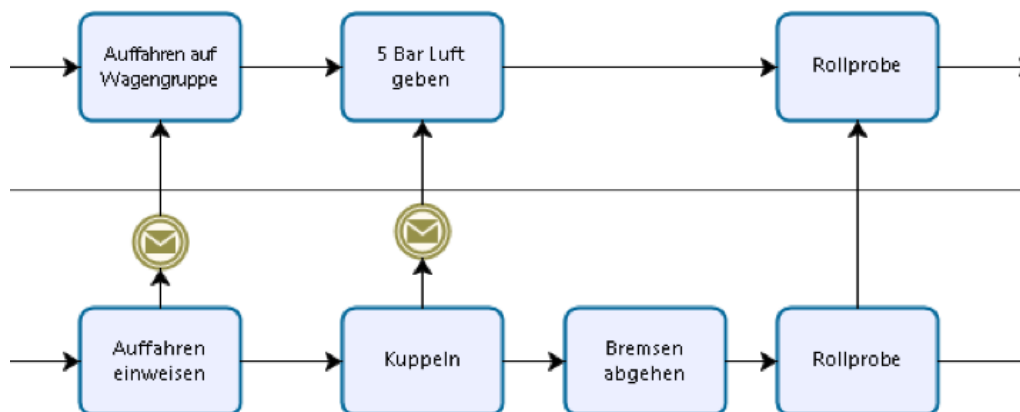 Auffahren auf
Wagengruppe
5 Bar Luft
geben
Rollprobe
Auffahren
einweisen
Kuppeln
Bremsen
abgehen
Rollprobe